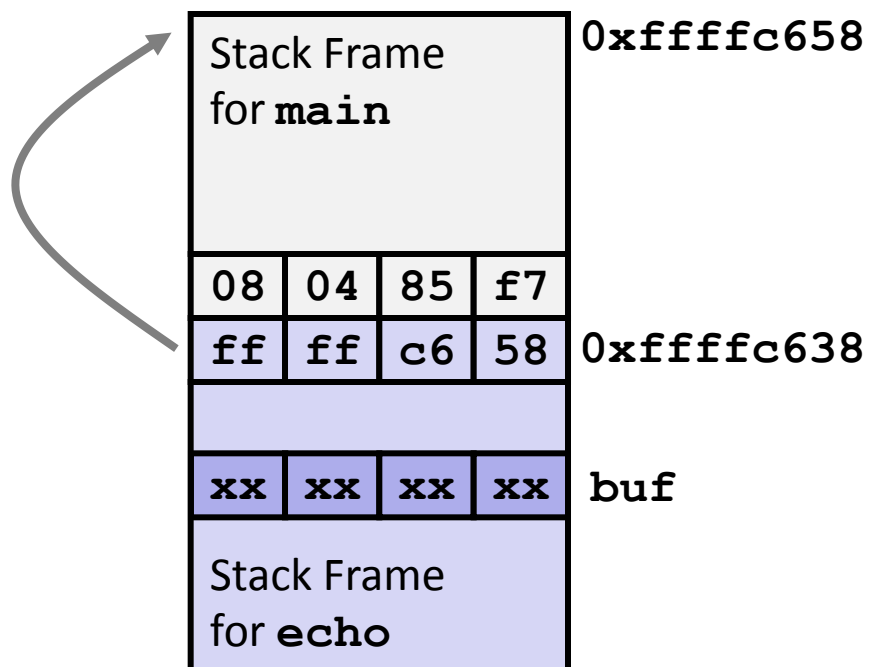 Stack Frame
for main
0xffffc658
08 04 85 f7
ff ff c6 58 0xffffc638
xx xx xx xx buf
Stack Frame
for echo